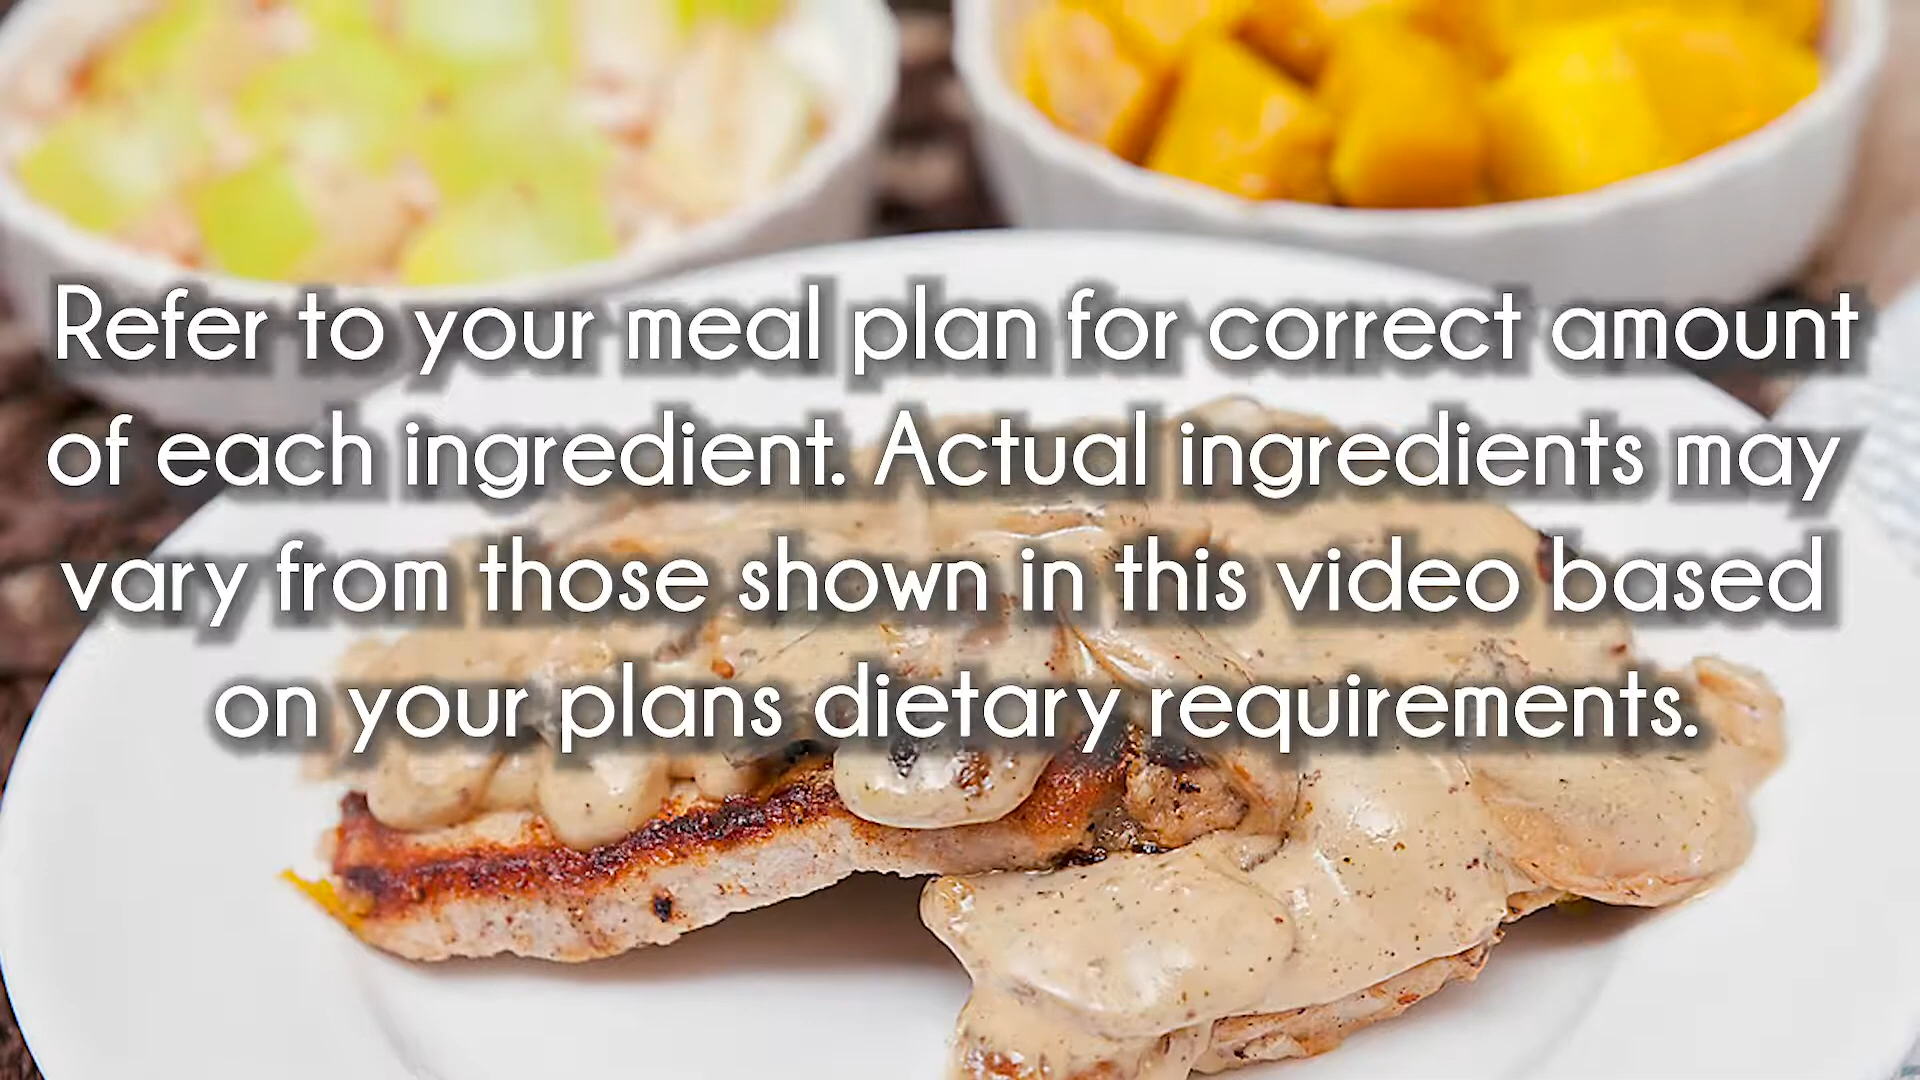 Refer to your meal plan for correct amount
of each ingredient. Actual ingredients may
vary from those shown in this video based
on your plans dietary requirements.